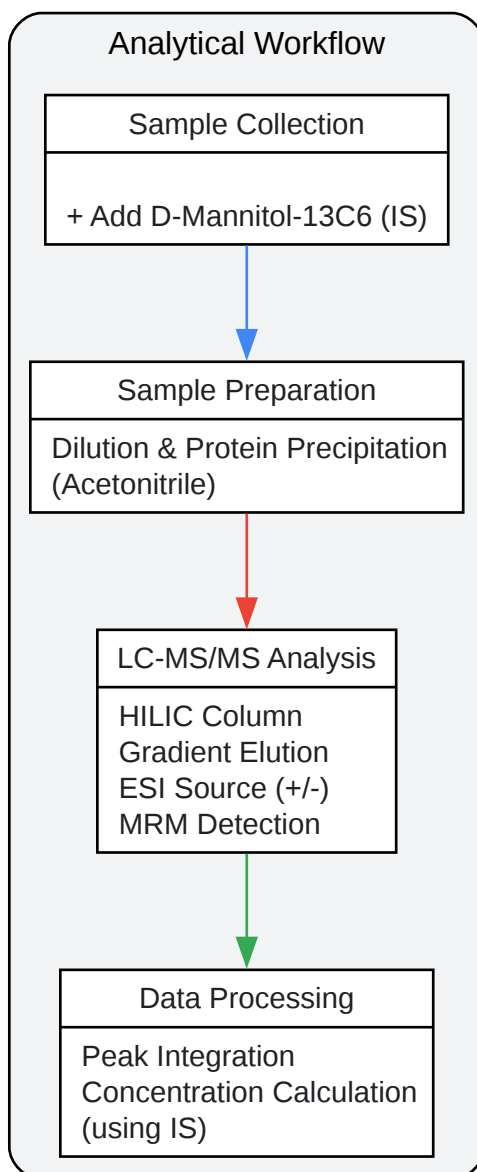 Analytical Workflow
Sample Collection
+ Add D-Mannitol-13C6 (IS)
Sample Preparation
Dilution & Protein Precipitation
(Acetonitrile)
LC-MS/MS Analysis
HILIC Column
Gradient Elution
ESI Source (+/-)
MRM Detection
Data Processing
Peak Integration
Concentration Calculation
(using IS)